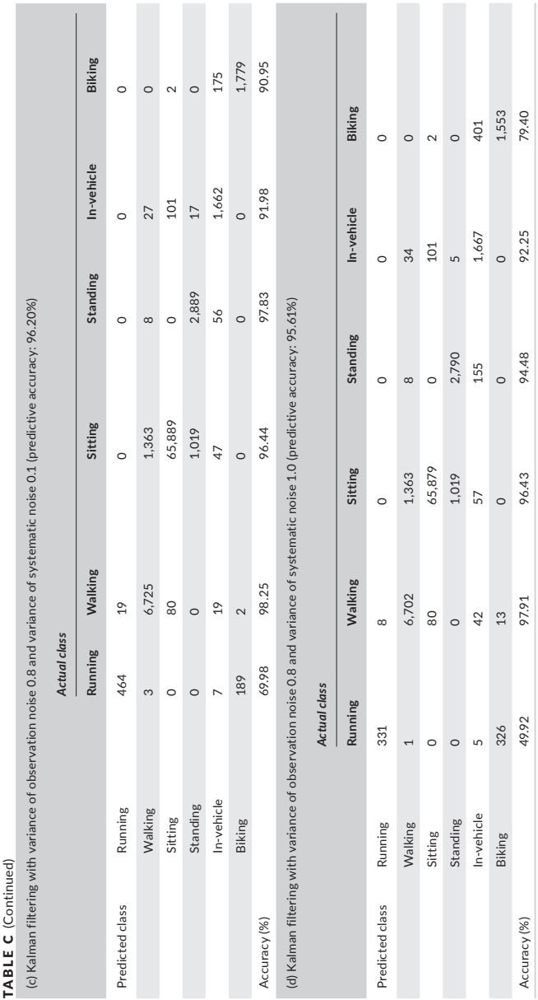 TABLE C (Continued)
(c) Kalman filtering with variance of observation noise 0.8 and variance of systematic noise 0.1 (predictive accuracy: 96.20%)
Actual class
Running Walking Sitting Standing In-vehicle Biking
Predicted class Running 464 19 0 0 0 0
Walking 3 6,725 1,363 8 27 0
Sitting 0 80 65,889 0 101 2
Standing 0 0 1,019 2,889 17 0
In-vehicle 7 19 47 56 1,662 175
Biking 189 2 0 0 0 1,779
Accuracy (%) 69.98 98.25 96.44 97.83 91.98 90.95
(d) Kalman filtering with variance of observation noise 0.8 and variance of systematic noise 1.0 (predictive accuracy: 95.61%)
Actual class
Running Walking Sitting Standing In-vehicle Biking
Predicted class Running 331 8 0 0 0 0
Walking 1 6,702 1,363 8 34 0
Sitting 0 80 65,879 0 101 2
Standing 0 0 1,019 2,790 5 0
In-vehicle 5 42 57 155 1,667 401
Biking 326 13 0 0 0 1,553
Accuracy (%) 49.92 97.91 96.43 94.48 92.25 79.40